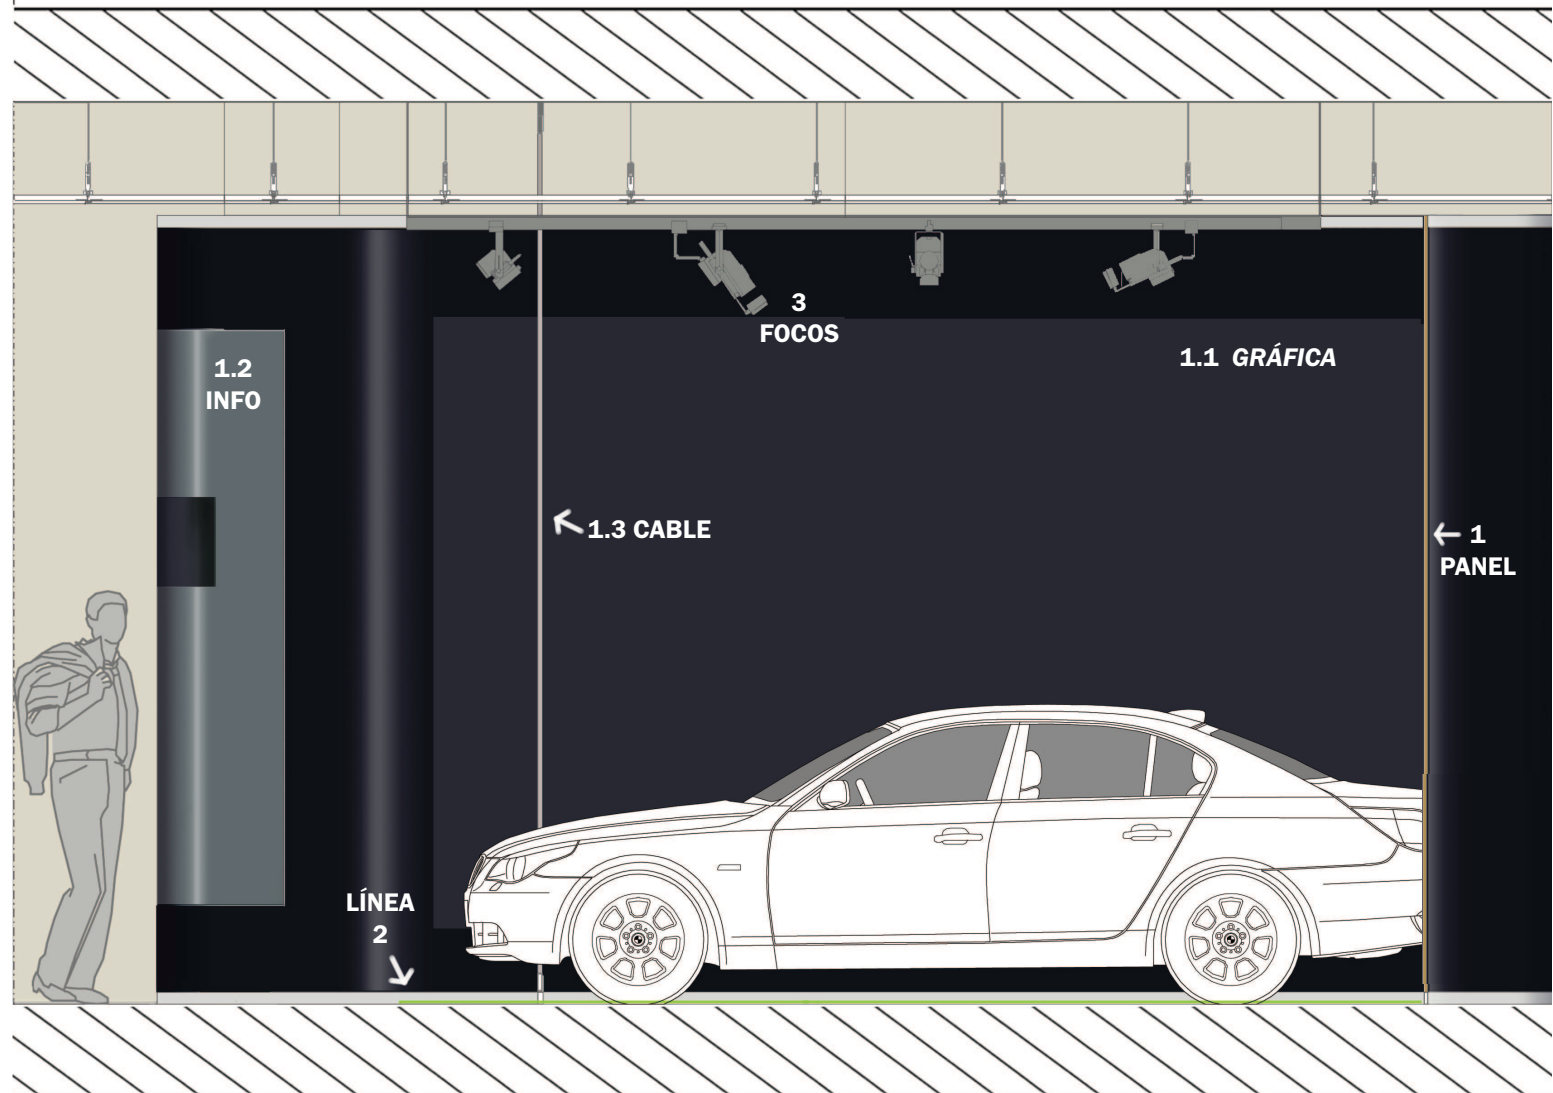 3
FOCOS
1.1 GRÁFICA
1.2
INFO
1.3 CABLE
1
PANEL
LÍNEA
2